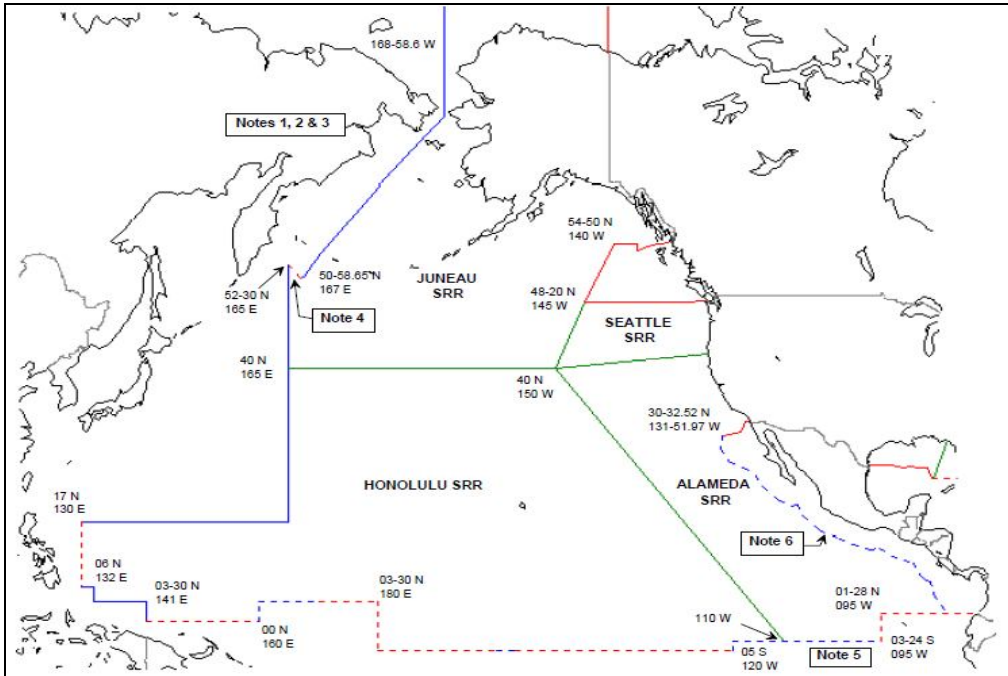 168-58.6 W
Notes 1, 2 & 3
54-50 N
140 W
50-58.65' N
167 E
JUNEAU
SRR
52-30 N
165 E
Note 4
48-20 N
145 W
SEATTLE
SRR
40 N
165 E
40 N
150 W
30-32.52 N
131-51.97 W
HONOLULU SRR
ALAMEDA
SRR
17 N
130 E
Note 6
06 N
132 E
03-30 N
141 E
03-30 N
180 E
01-28 N
095 W
00 N
160 E
110 W
05 S
120 W
Note 5
03-24 S
095 W